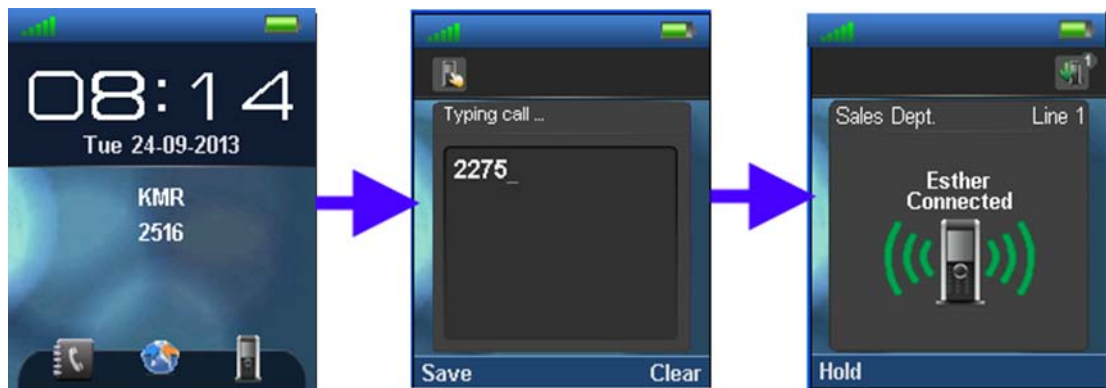 08:14
Tue 24-09-2013
KMR
2516
Typing call ...
2275_
Save Clear
1
Sales Dept. Line 1
Esther
Connected
Hold